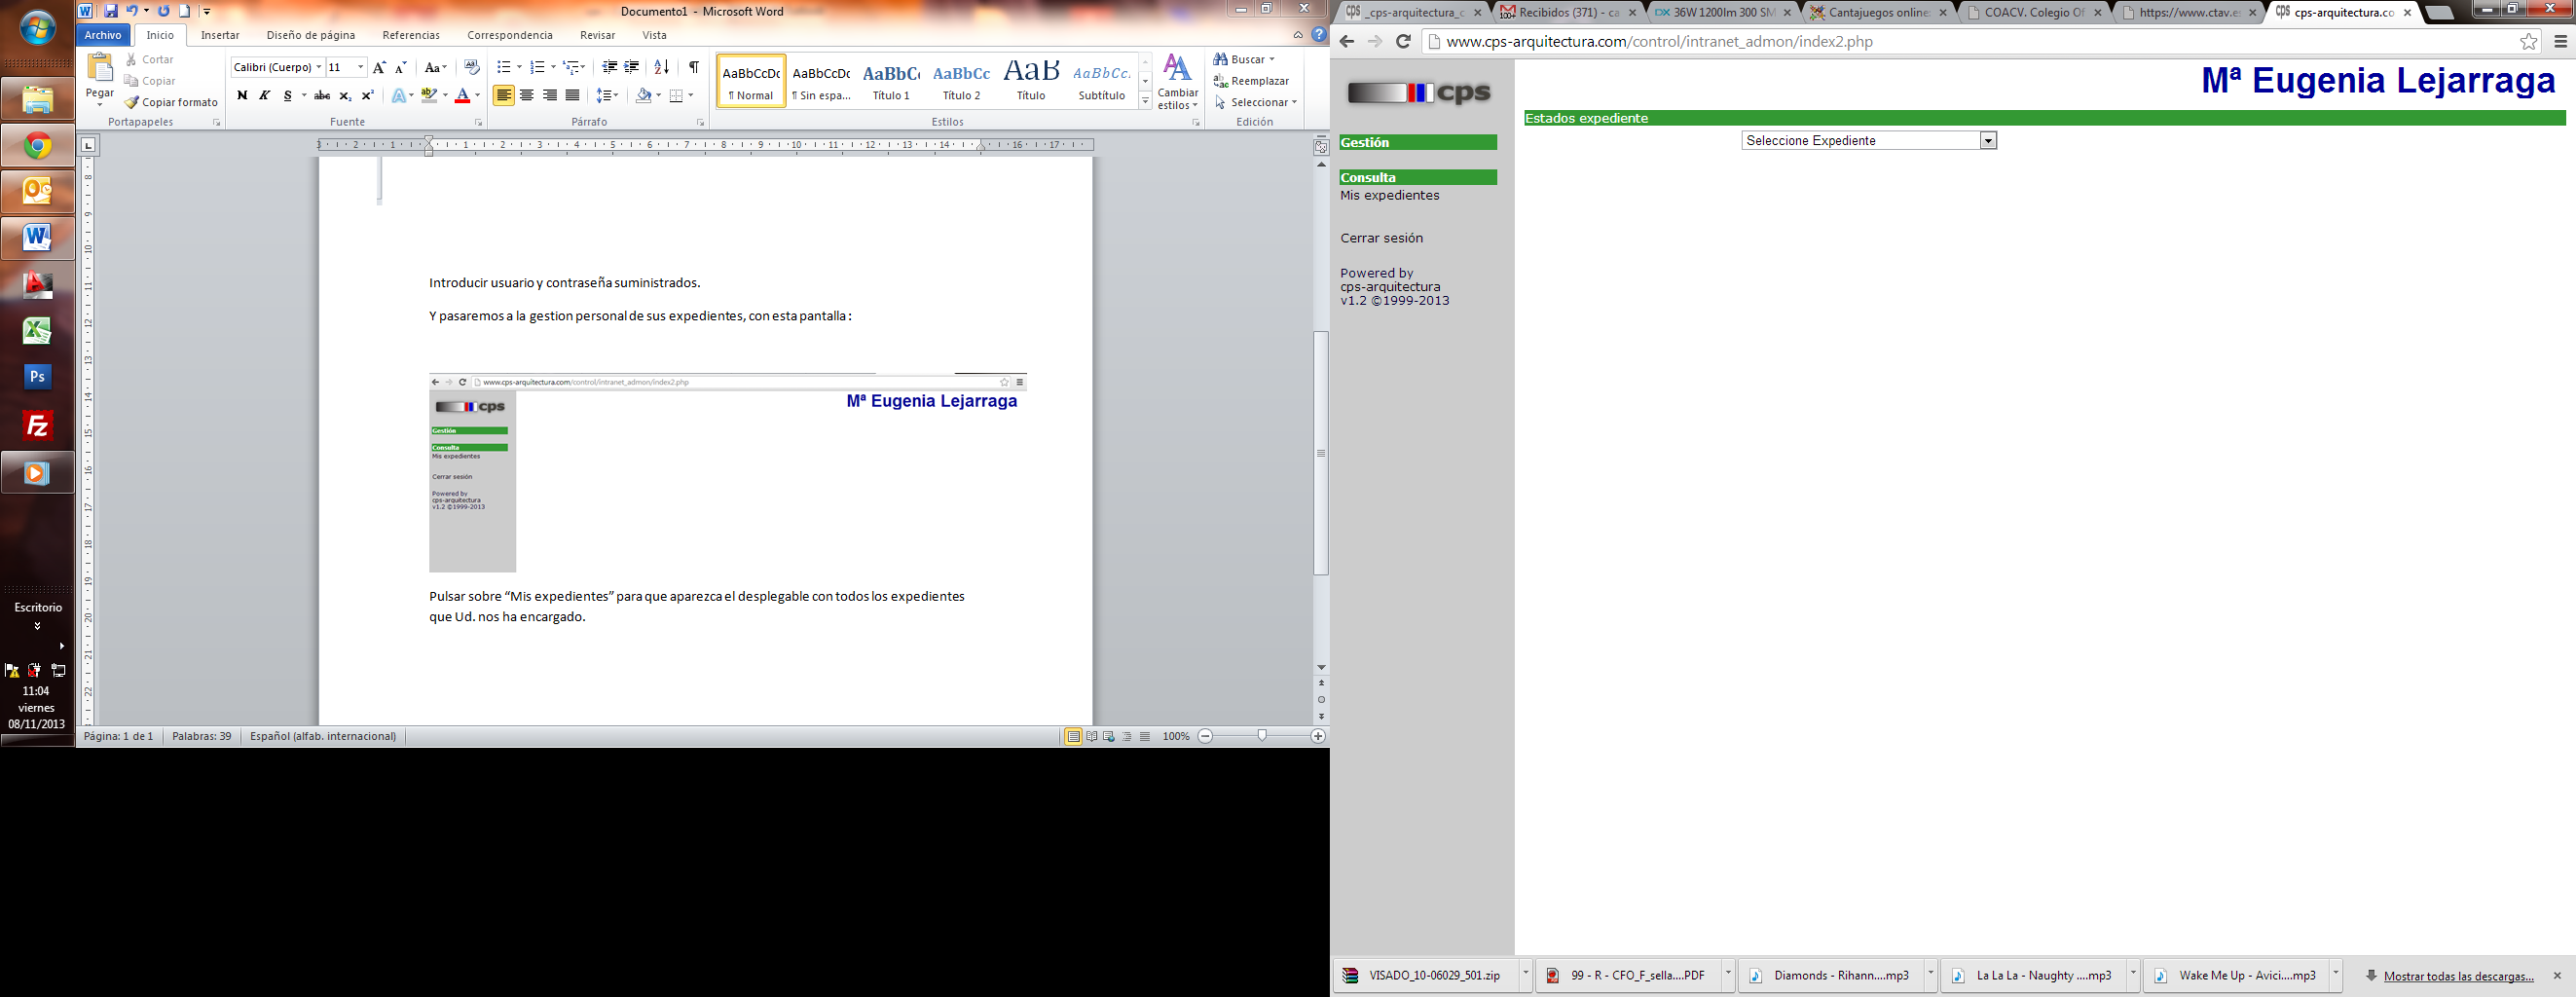 Documento1 - Microsoft Word
Archivo Inicio Insertar Diseño de página Referencias Correspondencia Revisar Vista
Pegar
Cortar
Copiar
Copiar formato
Portapapeles
Calibri (Cuerpo) 11
Fuente
Párrafo
AaBbCcDc AaBbCcDc AaBbCc AaBbCc AaB AaBbCc.
¶ Normal ¶ Sin espa... Título 1 Título 2 Título Subtítulo
Cambiar estilos
Estilos
Buscar
Reemplazar
Seleccionar
Edición
Introducir usuario y contraseña suministrados.
Y pasaremos a la gestion personal de sus expedientes, con esta pantalla :
www.cps-arquitectura.com/control/intranet_admon/index2.php
cps
Mª Eugenia Lejarraga
Gestión
Consulta
Mis expedientes
Cerrar sesión
Powered by
cps-arquitectura
v1.2 ©1999-2013
Pulsar sobre “Mis expedientes” para que aparezca el desplegable con todos los expedientes
que Ud. nos ha encargado.
Página: 1 de 1 Palabras: 39 Español (alfab. internacional) 100%
Escritorio
11:04
viernes
08/11/2013
_cps-arquitectura_c Recibidos (371) - ca 36W 1200lm 300 SM Cantajuegos online: COACV. Colegio Of https://www.ctav.es cps-arquitectura.co
www.cps-arquitectura.com/control/intranet_admon/index2.php
cps
Mª Eugenia Lejarraga
Estados expediente
Seleccione Expediente
Gestión
Consulta
Mis expedientes
Cerrar sesión
Powered by
cps-arquitectura
v1.2 ©1999-2013
VISADO_10-06029_501.zip 99 - R - CFO_F_sella....PDF Diamonds - Rihann....mp3 La La La - Naughty ....mp3 Wake Me Up - Avici....mp3 Mostrar todas las descargas...